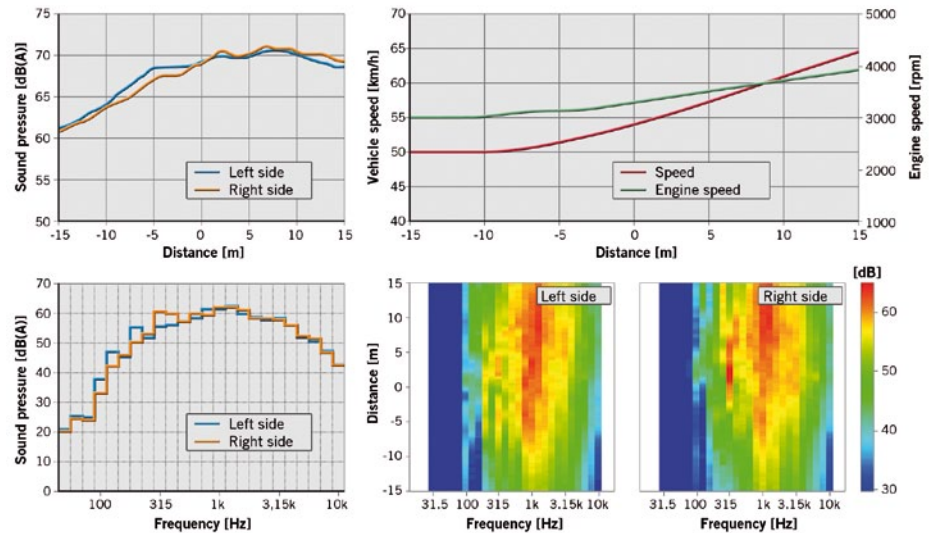 Sound pressure [dB(A)]
75
70
65
60
55
50
-15
-10
-5
0
5
10
15
Distance [m]
Left side
Right side
Vehicle speed [km/h]
70
65
60
55
50
45
40
-15
-10
-5
0
5
10
15
Distance [m]
Speed
Engine speed
5000
4000
3000
2000
1000
Engine speed [rpm]
Sound pressure [dB(A)]
70
60
50
40
30
20
10
0
100
315
1k
3,15k
10k
Frequency [Hz]
Left side
Right side
Distance [m]
15
10
5
0
-5
-10
-15
31.5
100
315
1k
3,15k
10k
Frequency [Hz]
Left side
31.5
100
315
1k
3.15k
10k
Frequency [Hz]
Right side
[dB]
60
50
40
30